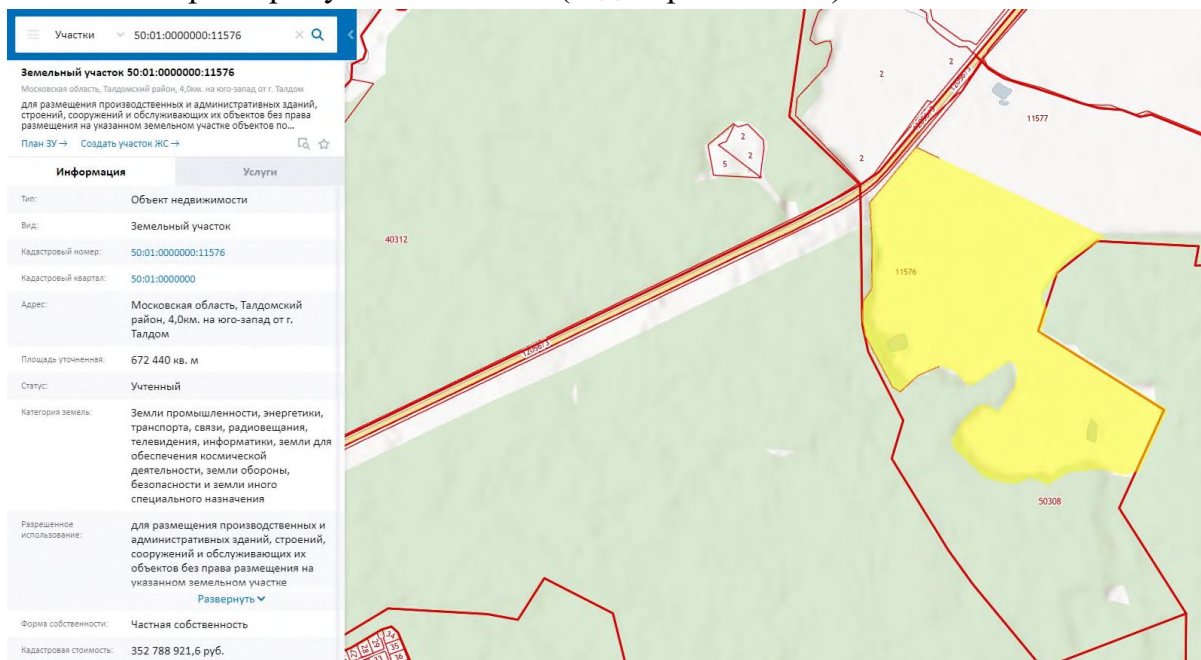 Участки 50:01:0000000:11576
Земельный участок 50:01:0000000:11576
Московская область, Талдомский район, 4,0км. на юго-запад от г. Талдом
для размещения производственных и административных зданий,
строений, сооружений и обслуживающих их объектов без права
размещения на указанном земельном участке объектов по...
План ЗУ → Создать участок ЖС →
Информация Услуги
Тип: Объект недвижимости
Вид: Земельный участок
Кадастровый номер: 50:01:0000000:11576
Кадастровый квартал: 50:01:0000000
Адрес: Московская область, Талдомский
район, 4,0км. на юго-запад от г.
Талдом
Площадь уточненная: 672 440 кв. м
Статус: Учтенный
Категория земель: Земли промышленности, энергетики,
транспорта, связи, радиовещания,
телевидения, информатики, земли для
обеспечения космической
деятельности, земли обороны,
безопасности и земли иного
специального назначения
Разрешенное
использование:
для размещения производственных и
административных зданий, строений,
сооружений и обслуживающих их
объектов без права размещения на
указанном земельном участке
Развернуть
Форма собственности: Частная собственность
Кадастровая стоимость: 352 788 921,6 руб.
2
2
2
11577
2
2
5
2
40312
11576
50308
34
35
36
29
28
27